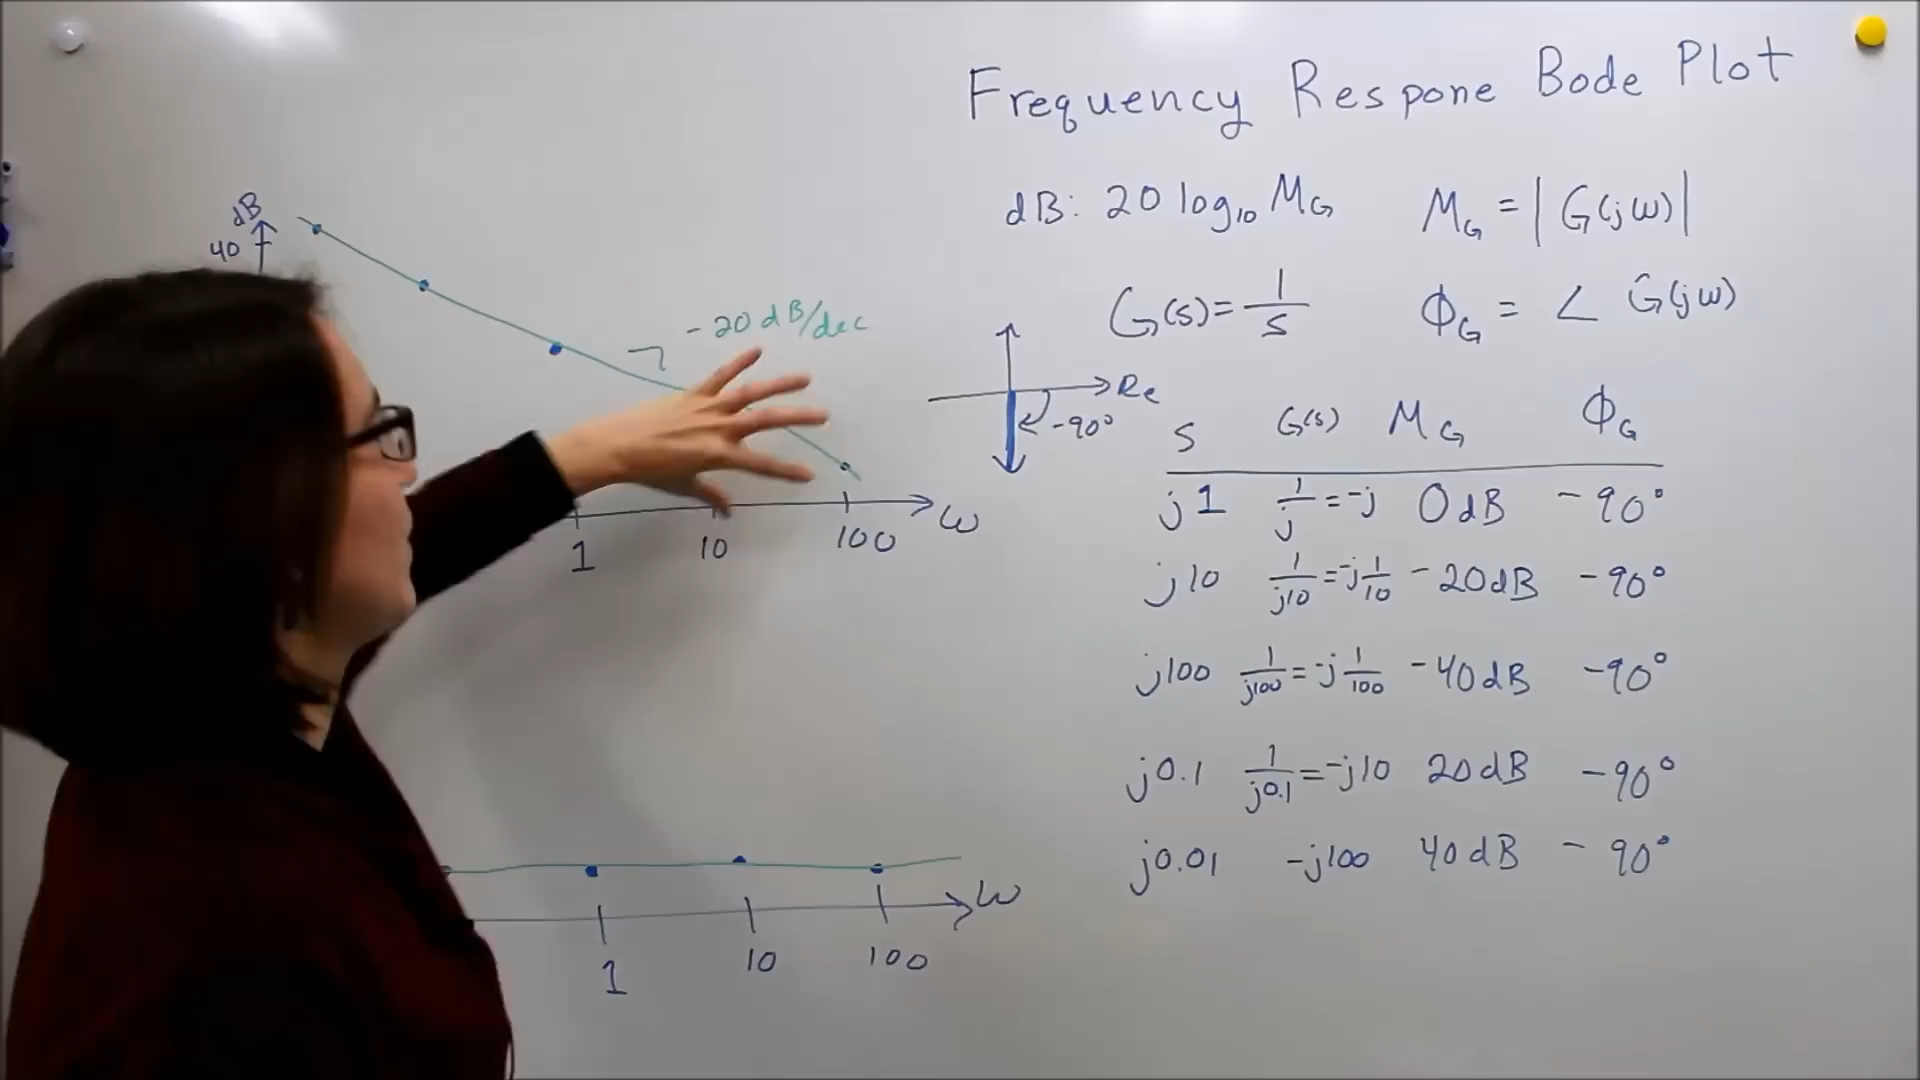 Frequency Respone Bode Plot
dB: 20 log₁₀ M_G    M_G = | G(jω)|
G(s) = 1/s    Φ_G = ∠ G(jω)
dB
40
-20 dB/dec
Re
-90°
ω
1 10 100
S G(s) M_G Φ_G
j1 1/j = -j 0dB -90°
j10 1/j10 = -j 1/10 -20dB -90°
j100 1/j100 = -j 1/100 -40dB -90°
j0.1 1/j0.1 = -j10 20dB -90°
j0.01 -j100 40dB -90°
ω
1 10 100